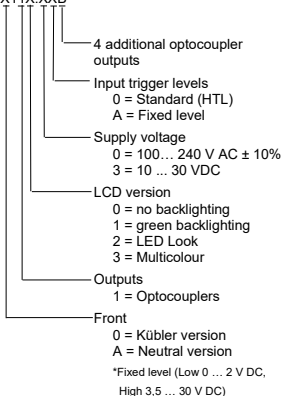 4 additional optocoupler
outputs
Input trigger levels
0 = Standard (HTL)
A = Fixed level
Supply voltage
0 = 100… 240 V AC ± 10%
3 = 10 ... 30 VDC
LCD version
0 = no backlighting
1 = green backlighting
2 = LED Look
3 = Multicolour
Outputs
1 = Optocouplers
Front
0 = Kübler version
A = Neutral version
*Fixed level (Low 0 … 2 V DC,
High 3,5 … 30 V DC)